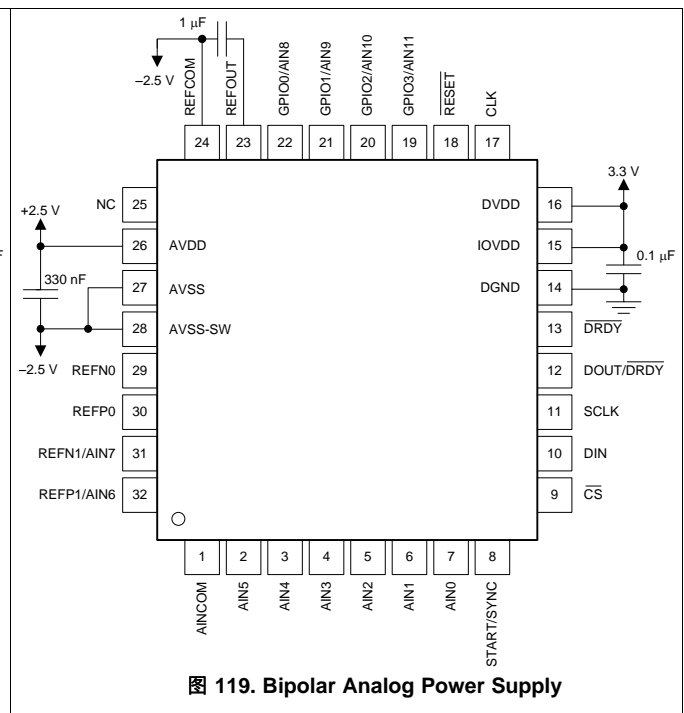 1 μF
–2.5 V
REFCOM
REFOUT
GPIO0/AIN8
GPIO1/AIN9
GPIO2/AIN10
GPIO3/AIN11
RESET
CLK
24
23
22
21
20
19
18
17
3.3 V
NC
25
DVDD
16
+2.5 V
26
AVDD
IOVDD
15
0.1 μF
F
330 nF
27
AVSS
DGND
14
28
AVSS-SW
13
DRDY
–2.5 V
REFN0
29
12
DOUT/DRDY
REFP0
30
11
SCLK
REFN1/AIN7
31
10
DIN
REFP1/AIN6
32
9
CS
1
2
3
4
5
6
7
8
AINCOM
AIN5
AIN4
AIN3
AIN2
AIN1
AIN0
START/SYNC
图 119. Bipolar Analog Power Supply